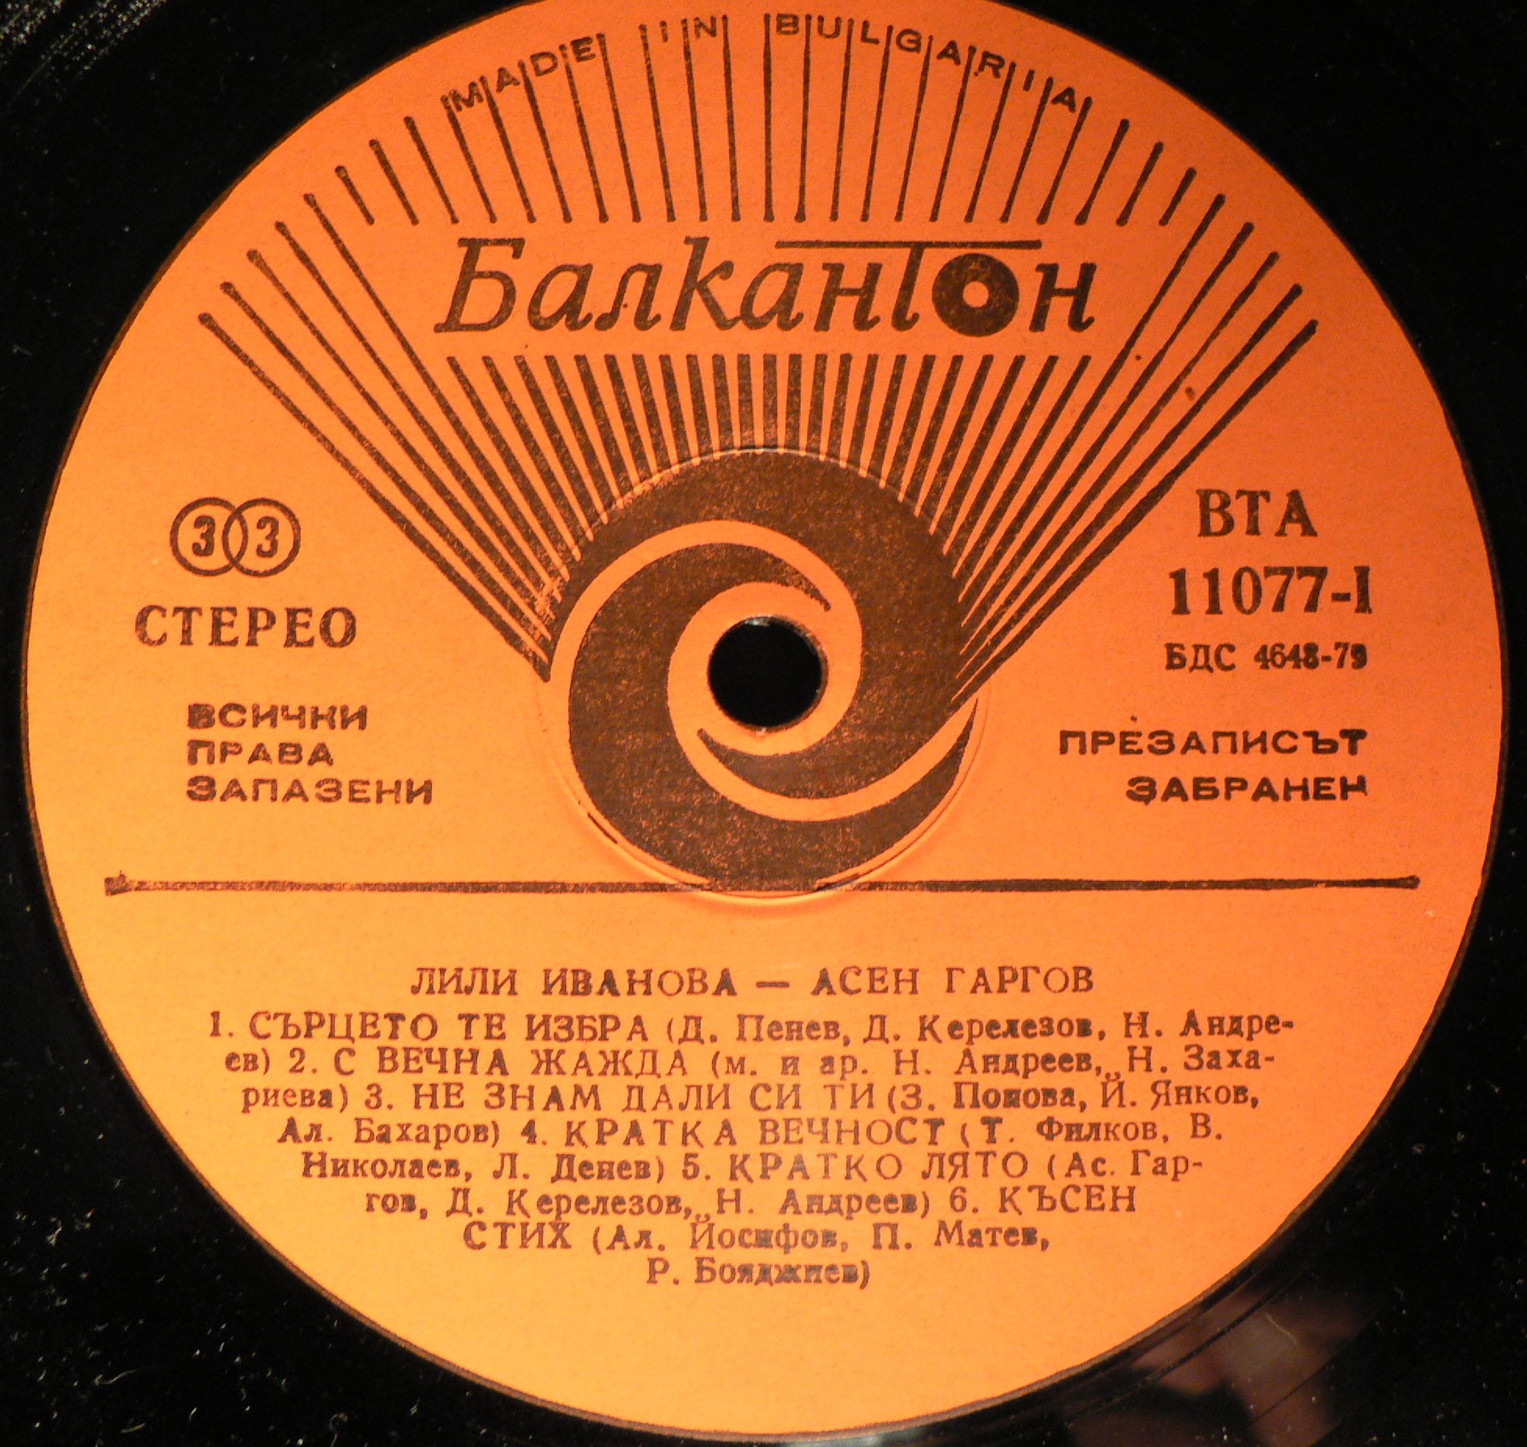 MADE IN BULGARIA
Балкантон
33
СТЕРЕО
ВСИЧКИ
ПРАВА
ЗАПАЗЕНИ
ВТА
11077-I
БДС 4648-79
ПРЕЗАПИСЪТ
ЗАБРАНЕН
ЛИЛИ ИВАНОВА — АСЕН ГАРГОВ
1. СЪРЦЕТО ТЕ ИЗБРА (Д. Пенев, Д. Керелезов, Н. Андре-
ев) 2. С ВЕЧНА ЖАЖДА (м. и ар. Н. Андреев, Н. Заха-
риева) 3. НЕ ЗНАМ ДАЛИ СИ ТИ (З. Попова, Й. Янков,
Ал. Бахаров) 4. КРАТКА ВЕЧНОСТ (Т. Филков, В.
Николаев, Л. Денев) 5. КРАТКО ЛЯТО (Ас. Гар-
гов, Д. Керелезов, Н. Андреев) 6. КЪСЕН
СТИХ (Ал. Йосифов, П. Матев,
Р. Бояджиев)